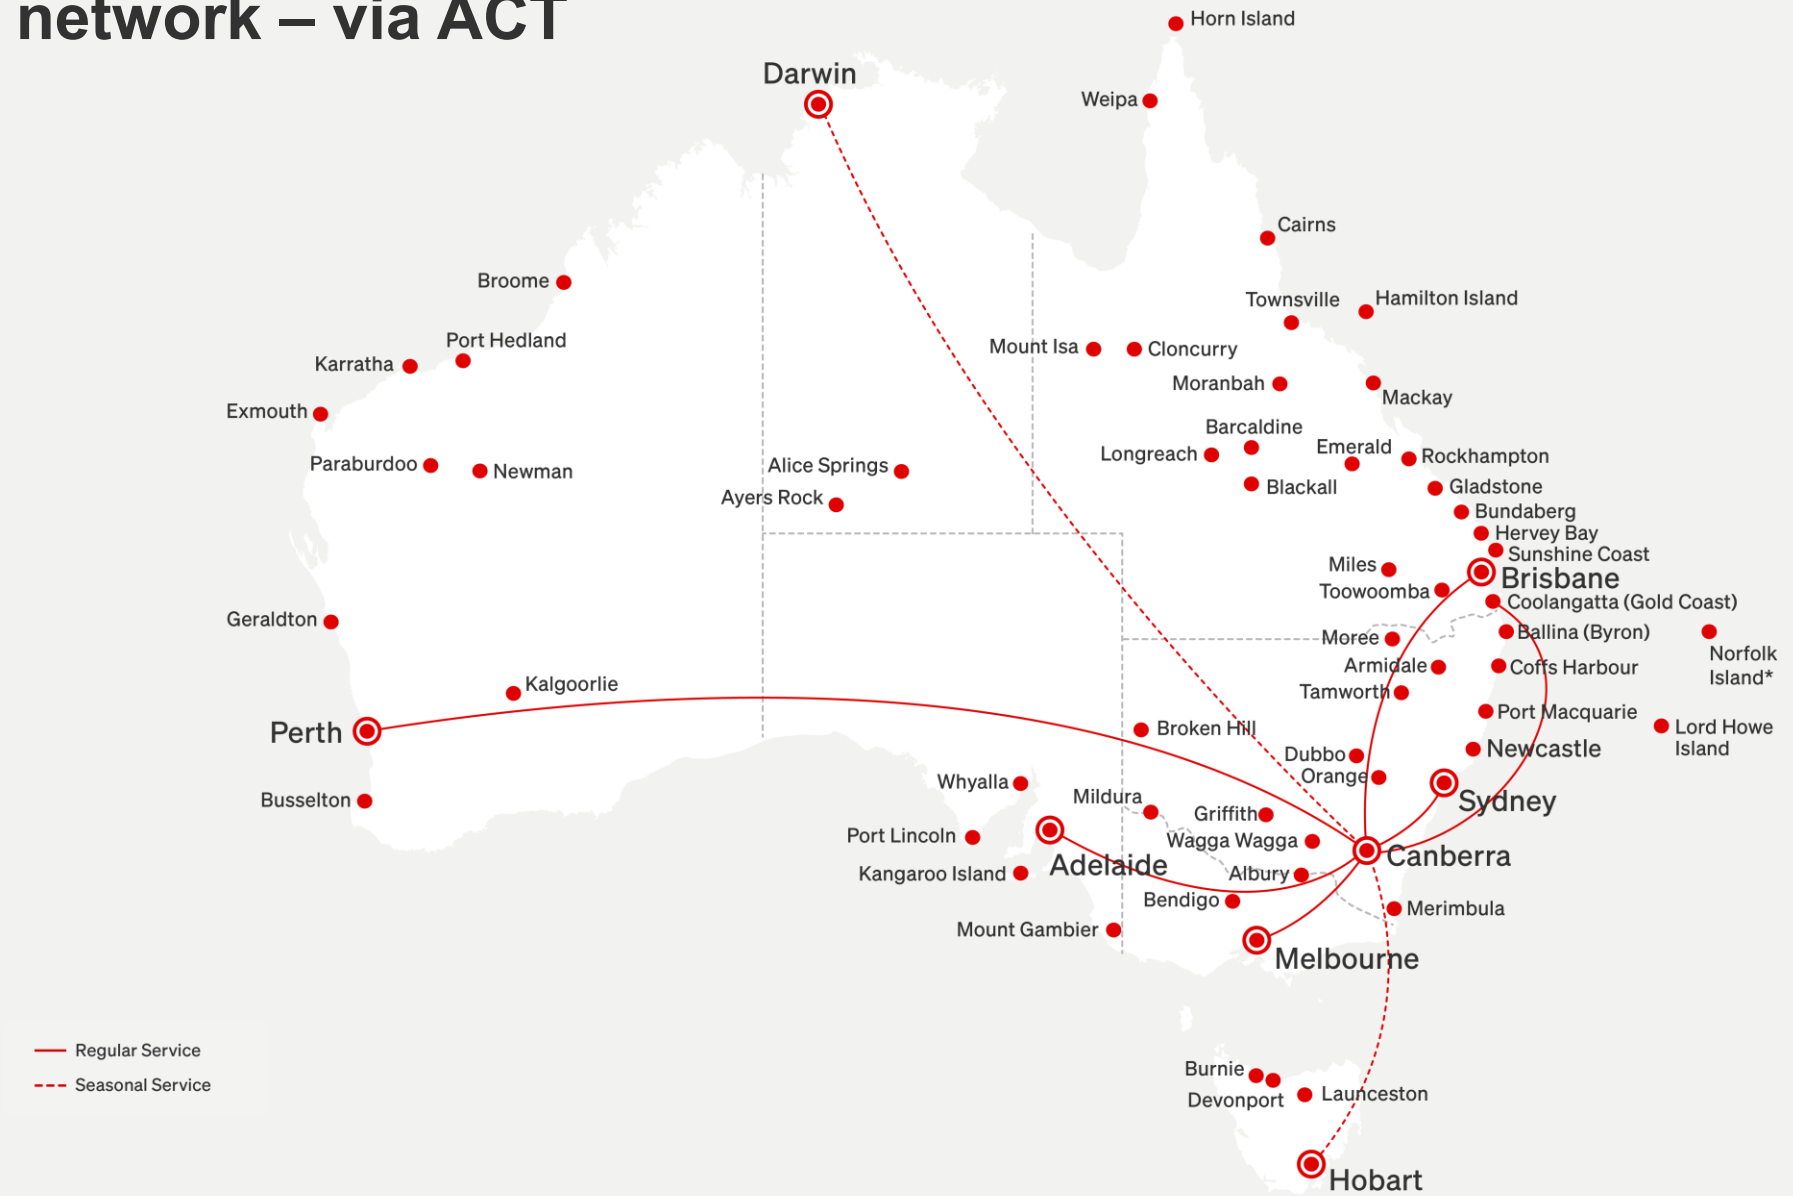 network – via ACT
Horn Island
Darwin
Weipa
Cairns
Broome
Hamilton Island
Townsville
Port Hedland
Mount Isa
Cloncurry
Karratha
Moranbah
Mackay
Exmouth
Barcaldine
Emerald
Longreach
Rockhampton
Paraburdoo
Alice Springs
Newman
Blackall
Gladstone
Ayers Rock
Bundaberg
Hervey Bay
Sunshine Coast
Miles
Brisbane
Toowoomba
Coolangatta (Gold Coast)
Geraldton
Moree
Ballina (Byron)
Norfolk
Island*
Armidale
Coffs Harbour
Kalgoorlie
Tamworth
Port Macquarie
Perth
Broken Hill
Lord Howe
Island
Newcastle
Dubbo
Orange
Whyalla
Mildura
Busselton
Sydney
Griffith
Port Lincoln
Wagga Wagga
Canberra
Adelaide
Kangaroo Island
Albury
Bendigo
Merimbula
Mount Gambier
Melbourne
Regular Service
Seasonal Service
Burnie
Devonport
Launceston
Hobart